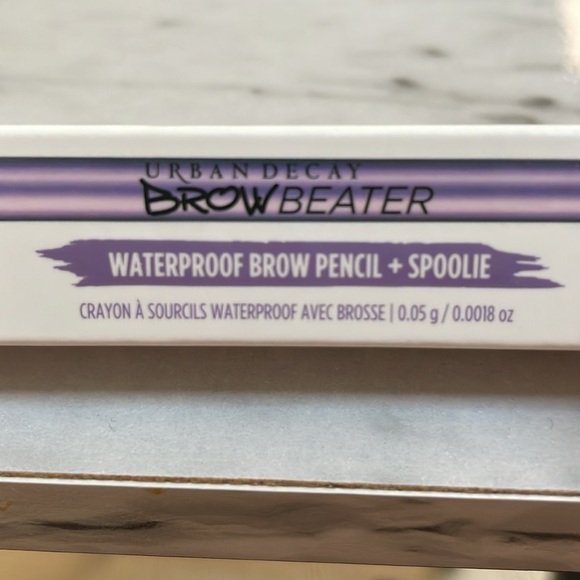 URBAN DECAY
BROWBEATER
WATERPROOF BROW PENCIL + SPOOLIE
CRAYON À SOURCILS WATERPROOF AVEC BROSSE | 0.05 g / 0.0018 oz